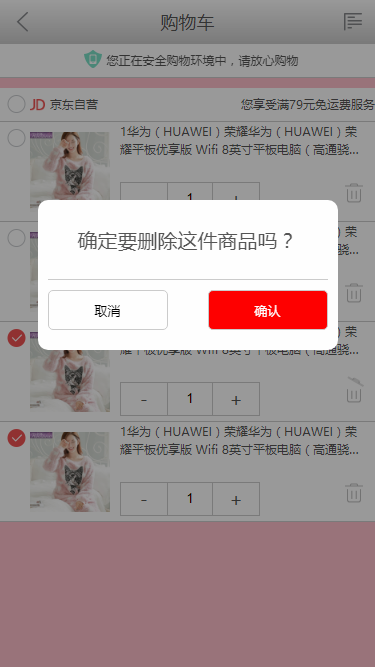 购物车
您正在安全购物环境中，请放心购物
JD 京东自营
您享受满79元免运费服务
1华为（HUAWEI）荣耀华为（HUAWEI）荣
耀平板优享版 Wifi 8英寸平板电脑（高通骁...
1
确定要删除这件商品吗？
取消
确认
耀平板优享版 Wifi 8英寸平板电脑（高通骁...
- 1 +
1华为（HUAWEI）荣耀华为（HUAWEI）荣
耀平板优享版 Wifi 8英寸平板电脑（高通骁...
- 1 +